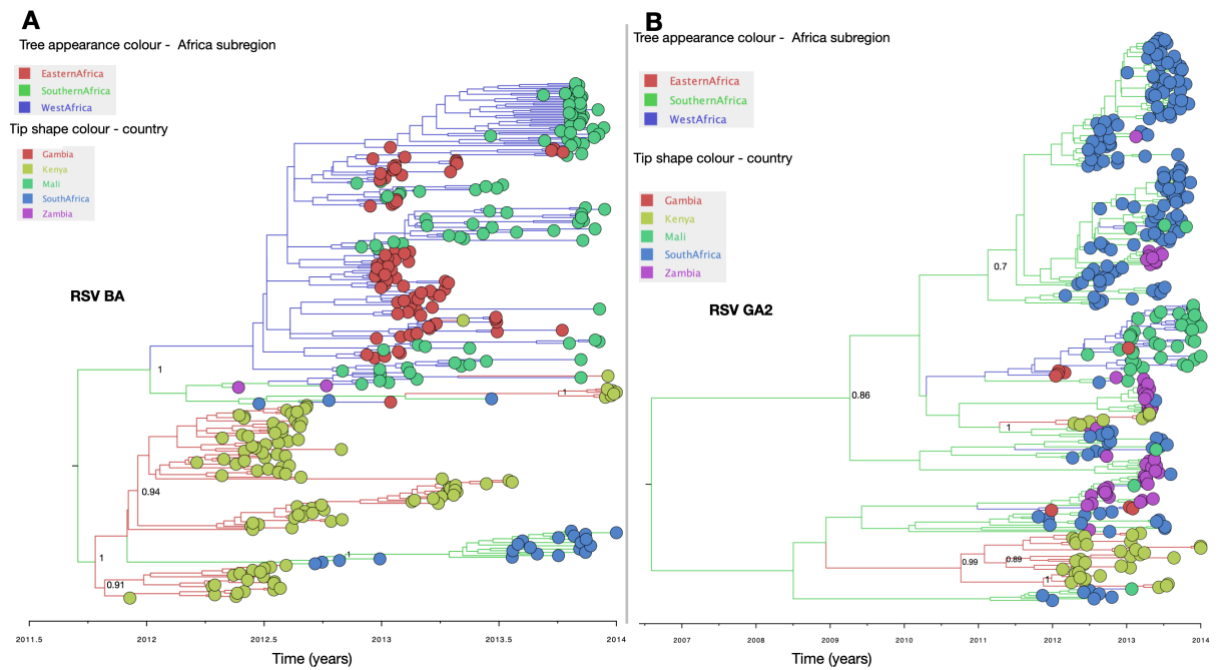 A
Tree appearance colour - Africa subregion
EasternAfrica
SouthernAfrica
WestAfrica
Tip shape colour - country
Gambia
Kenya
Mali
SouthAfrica
Zambia
RSV BA
1
0.94
1
1
1
0.91
2011.5
2012
2012.5
2013
2013.5
2014
Time (years)
B
Tree appearance colour - Africa subregion
EasternAfrica
SouthernAfrica
WestAfrica
Tip shape colour - country
Gambia
Kenya
Mali
SouthAfrica
Zambia
RSV GA2
0.7
0.86
1
0.99
0.89
1
2007
2008
2009
2010
2011
2012
2013
2014
Time (years)